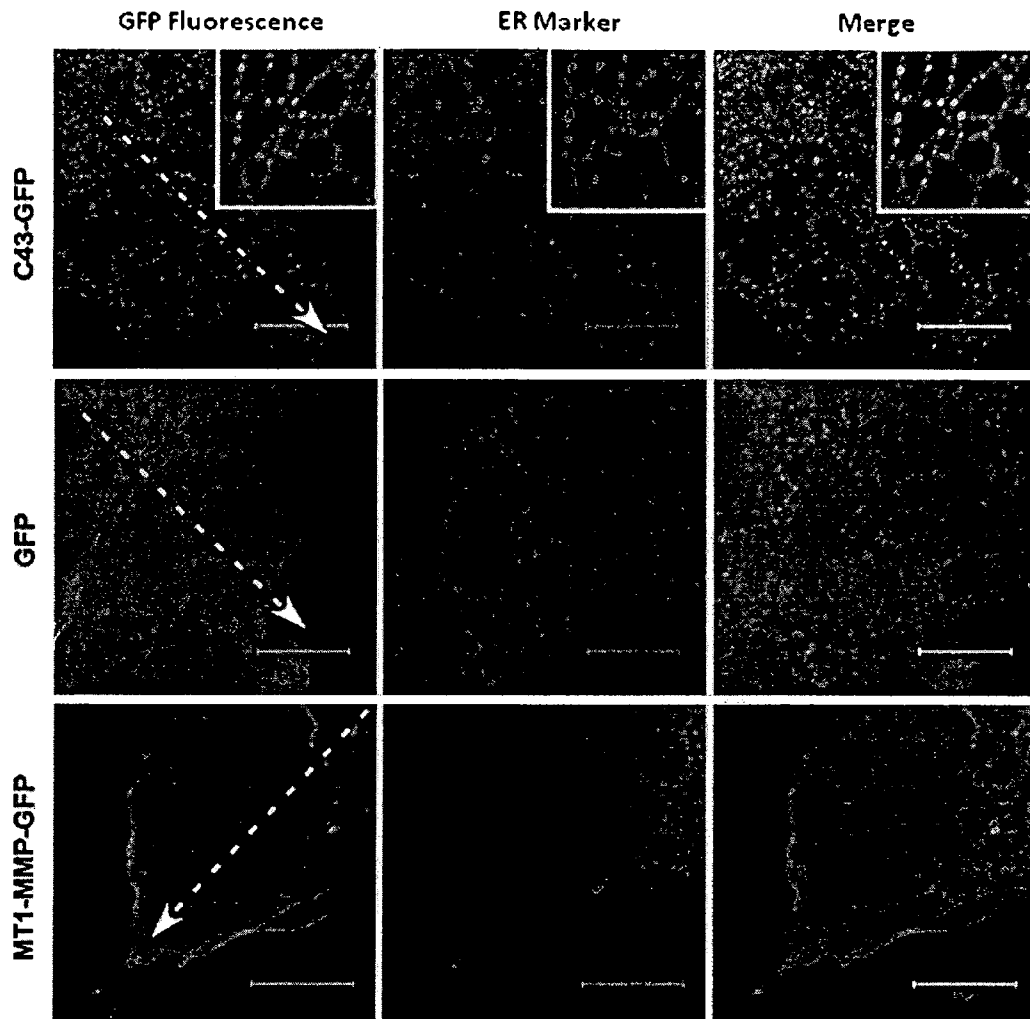 GFP Fluorescence
ER Marker
Merge
C43-GFP
GFP
MT1-MMP-GFP